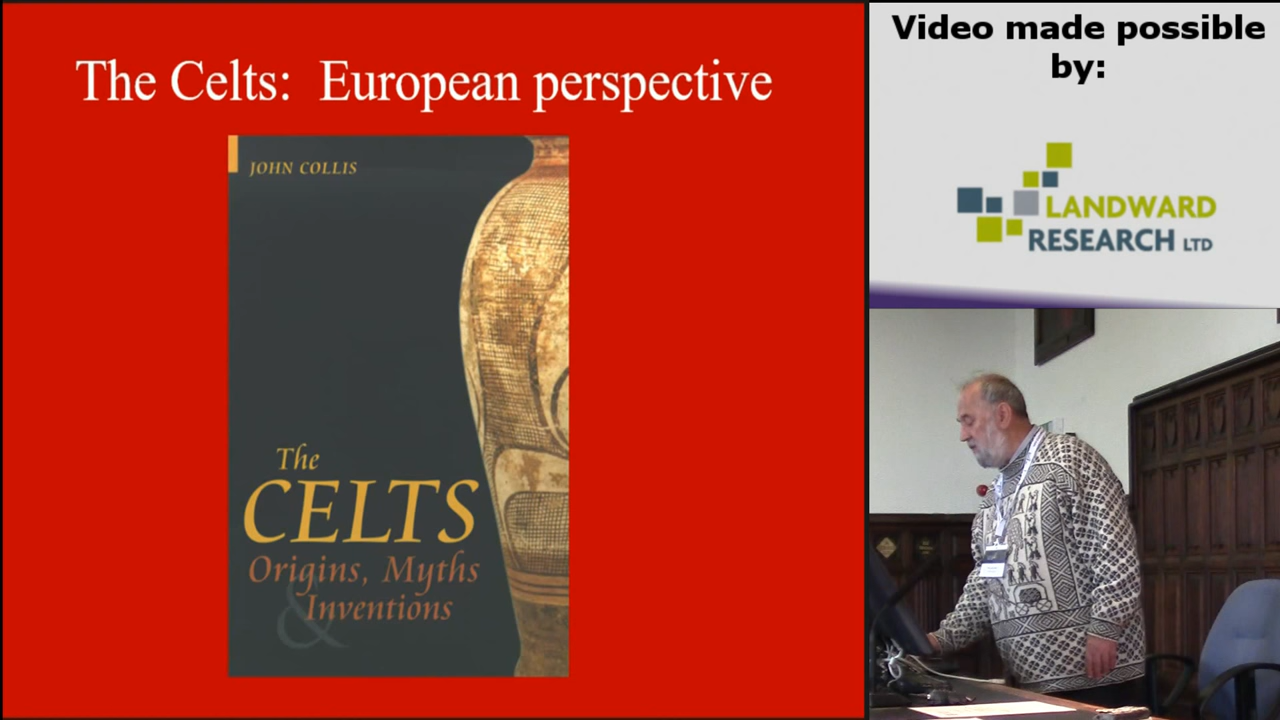 The Celts: European perspective
JOHN COLLIS
The
CELTS
Origins, Myths
& Inventions
Video made possible
by:
LANDWARD
RESEARCH LTD